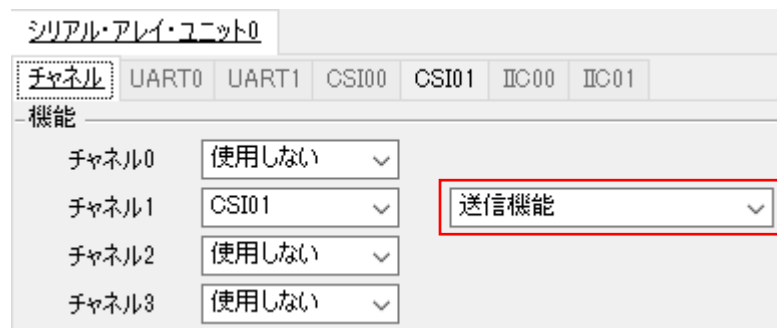 シリアル・アレイ・ユニット0
チャネル UART0 UART1 CSI00 CSI01 IIC00 IIC01
機能
チャネル0 使用しない
チャネル1 CSI01 送信機能
チャネル2 使用しない
チャネル3 使用しない